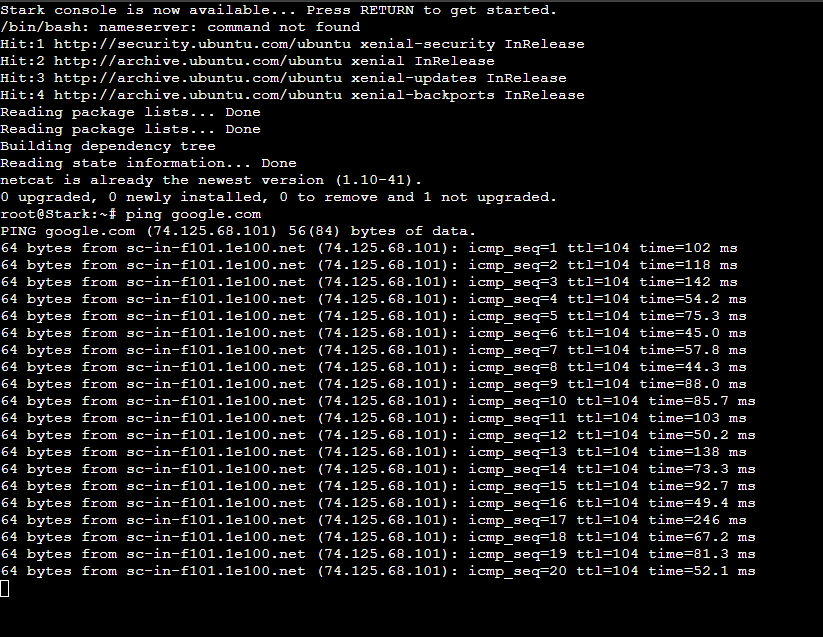 Stark console is now available... Press RETURN to get started.
/bin/bash: nameserver: command not found
Hit:1 http://security.ubuntu.com/ubuntu xenial-security InRelease
Hit:2 http://archive.ubuntu.com/ubuntu xenial InRelease
Hit:3 http://archive.ubuntu.com/ubuntu xenial-updates InRelease
Hit:4 http://archive.ubuntu.com/ubuntu xenial-backports InRelease
Reading package lists... Done
Reading package lists... Done
Building dependency tree
Reading state information... Done
netcat is already the newest version (1.10-41).
0 upgraded, 0 newly installed, 0 to remove and 1 not upgraded.
root@Stark:~# ping google.com
PING google.com (74.125.68.101) 56(84) bytes of data.
64 bytes from sc-in-f101.1e100.net (74.125.68.101): icmp_seq=1 ttl=104 time=102 ms
64 bytes from sc-in-f101.1e100.net (74.125.68.101): icmp_seq=2 ttl=104 time=118 ms
64 bytes from sc-in-f101.1e100.net (74.125.68.101): icmp_seq=3 ttl=104 time=142 ms
64 bytes from sc-in-f101.1e100.net (74.125.68.101): icmp_seq=4 ttl=104 time=54.2 ms
64 bytes from sc-in-f101.1e100.net (74.125.68.101): icmp_seq=5 ttl=104 time=75.3 ms
64 bytes from sc-in-f101.1e100.net (74.125.68.101): icmp_seq=6 ttl=104 time=45.0 ms
64 bytes from sc-in-f101.1e100.net (74.125.68.101): icmp_seq=7 ttl=104 time=57.8 ms
64 bytes from sc-in-f101.1e100.net (74.125.68.101): icmp_seq=8 ttl=104 time=44.3 ms
64 bytes from sc-in-f101.1e100.net (74.125.68.101): icmp_seq=9 ttl=104 time=88.0 ms
64 bytes from sc-in-f101.1e100.net (74.125.68.101): icmp_seq=10 ttl=104 time=85.7 ms
64 bytes from sc-in-f101.1e100.net (74.125.68.101): icmp_seq=11 ttl=104 time=103 ms
64 bytes from sc-in-f101.1e100.net (74.125.68.101): icmp_seq=12 ttl=104 time=50.2 ms
64 bytes from sc-in-f101.1e100.net (74.125.68.101): icmp_seq=13 ttl=104 time=138 ms
64 bytes from sc-in-f101.1e100.net (74.125.68.101): icmp_seq=14 ttl=104 time=73.3 ms
64 bytes from sc-in-f101.1e100.net (74.125.68.101): icmp_seq=15 ttl=104 time=92.7 ms
64 bytes from sc-in-f101.1e100.net (74.125.68.101): icmp_seq=16 ttl=104 time=49.4 ms
64 bytes from sc-in-f101.1e100.net (74.125.68.101): icmp_seq=17 ttl=104 time=246 ms
64 bytes from sc-in-f101.1e100.net (74.125.68.101): icmp_seq=18 ttl=104 time=67.2 ms
64 bytes from sc-in-f101.1e100.net (74.125.68.101): icmp_seq=19 ttl=104 time=81.3 ms
64 bytes from sc-in-f101.1e100.net (74.125.68.101): icmp_seq=20 ttl=104 time=52.1 ms